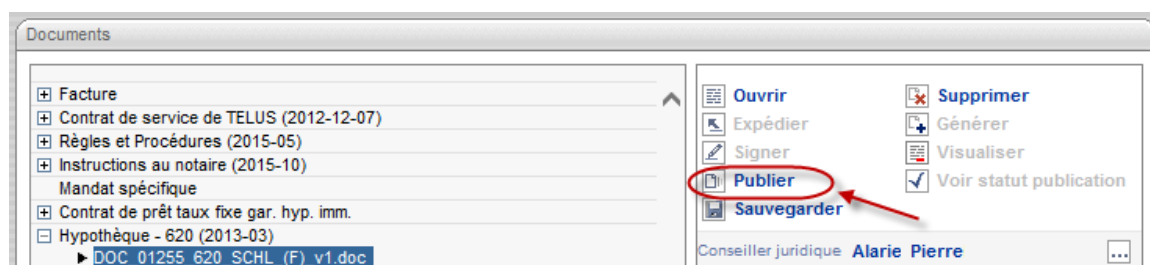 Documents
Facture
Contrat de service de TELUS (2012-12-07)
Règles et Procédures (2015-05)
Instructions au notaire (2015-10)
Mandat spécifique
Contrat de prêt taux fixe gar. hyp. imm.
Hypothèque - 620 (2013-03)
DOC_01255_620_SCHL_(F)_v1.doc
Ouvrir Supprimer
Expédier Générer
Signer Visualiser
Publier Voir statut publication
Sauvegarder
Conseiller juridique Alarie Pierre ...